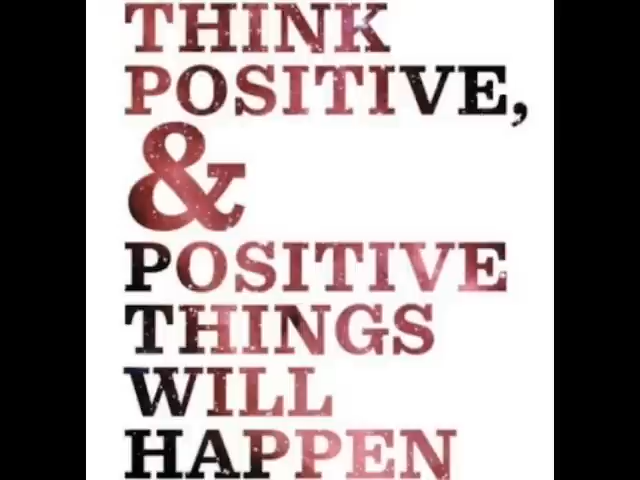 THINK
POSITIVE,
&
POSITIVE
THINGS
WILL
HAPPEN